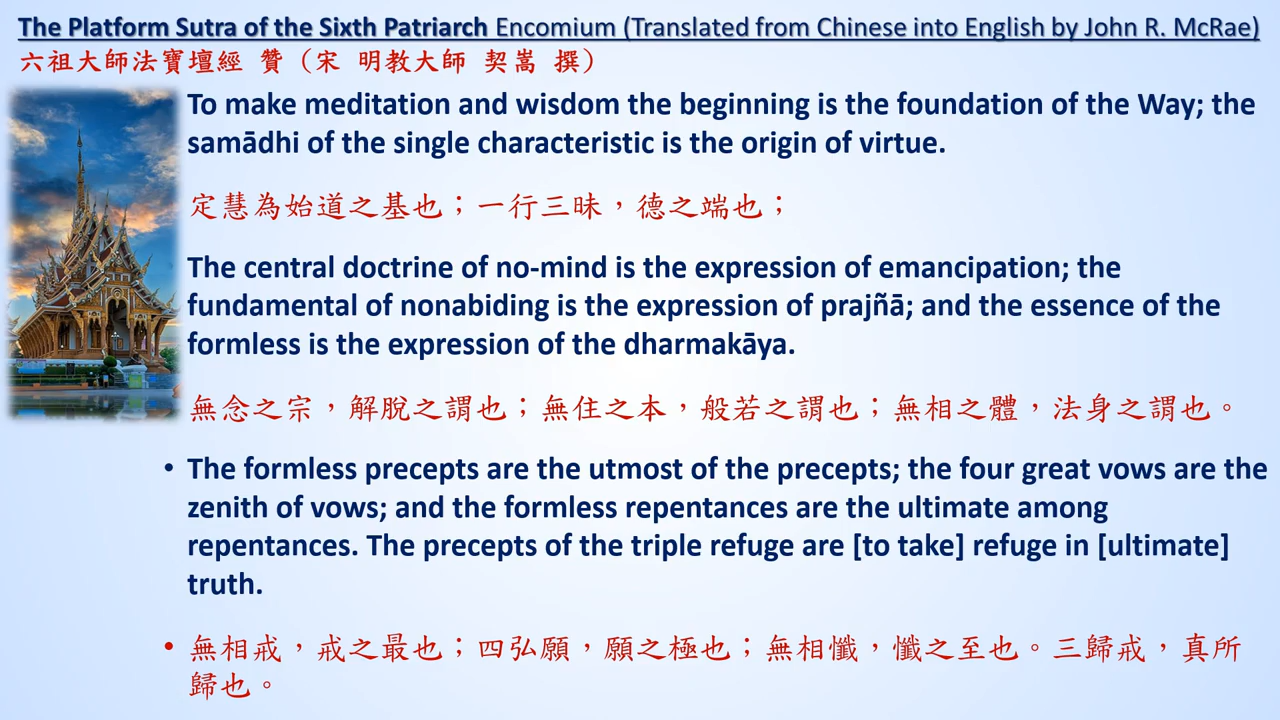 The Platform Sutra of the Sixth Patriarch Encomium (Translated from Chinese into English by John R. McRae)
六祖大師法寶壇經 贊 (宋 明教大師 契嵩 撰)
To make meditation and wisdom the beginning is the foundation of the Way; the
samādhi of the single characteristic is the origin of virtue.
定慧為始道之基也；一行三昧，德之端也；
The central doctrine of no-mind is the expression of emancipation; the
fundamental of nonabiding is the expression of prajñā; and the essence of the
formless is the expression of the dharmakāya.
無念之宗，解脫之謂也；無住之本，般若之謂也；無相之體，法身之謂也。
• The formless precepts are the utmost of the precepts; the four great vows are the
zenith of vows; and the formless repentances are the ultimate among
repentances. The precepts of the triple refuge are [to take] refuge in [ultimate]
truth.
• 無相戒，戒之最也；四弘願，願之極也；無相懺，懺之至也。三歸戒，真所
歸也。